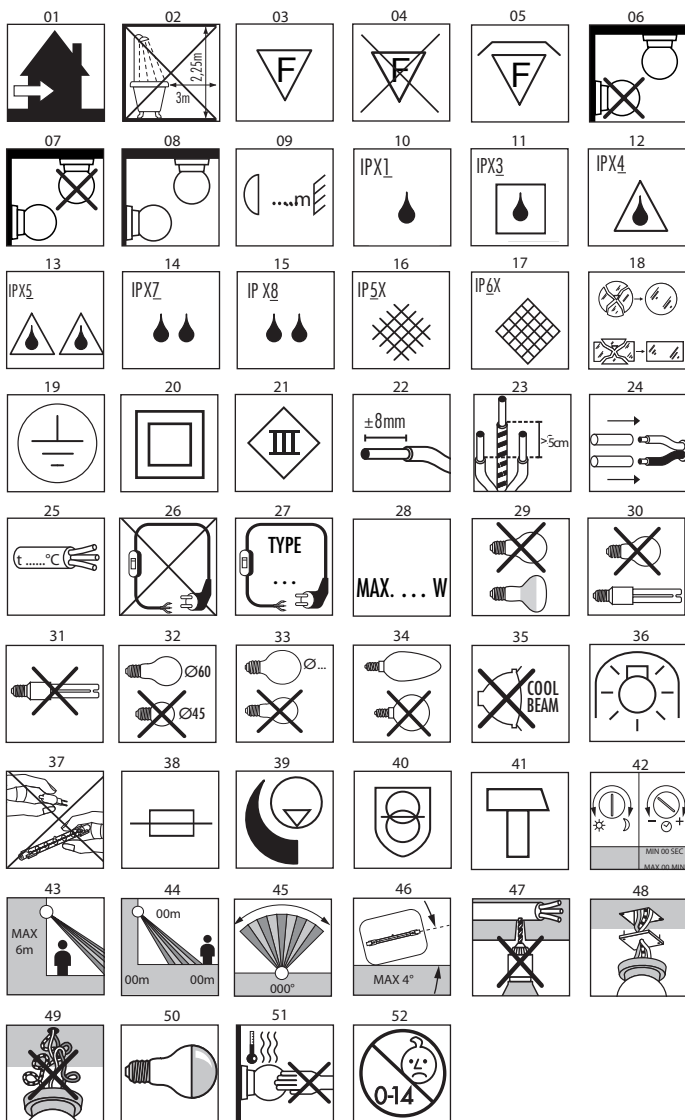 01 02 03 04 05 06
2,25m
3m
F
F
F
07 08 09 10 11 12
.....m
IPX1
IPX3
IPX4
13 14 15 16 17 18
IPX5
IPX7
IP X8
IP5X
IP6X
19 20 21 22 23 24
III
±8mm
>5cm
25 26 27 28 29 30
t ......°C
TYPE
...
MAX. ... W
31 32 33 34 35 36
Ø60
Ø45
Ø...
COOL
BEAM
37 38 39 40 41 42
- +
MIN 00 SEC
MAX 00 MIN
43 44 45 46 47 48
MAX
6m
00m
00m 00m
000°
MAX 4°
49 50 51 52
0-14